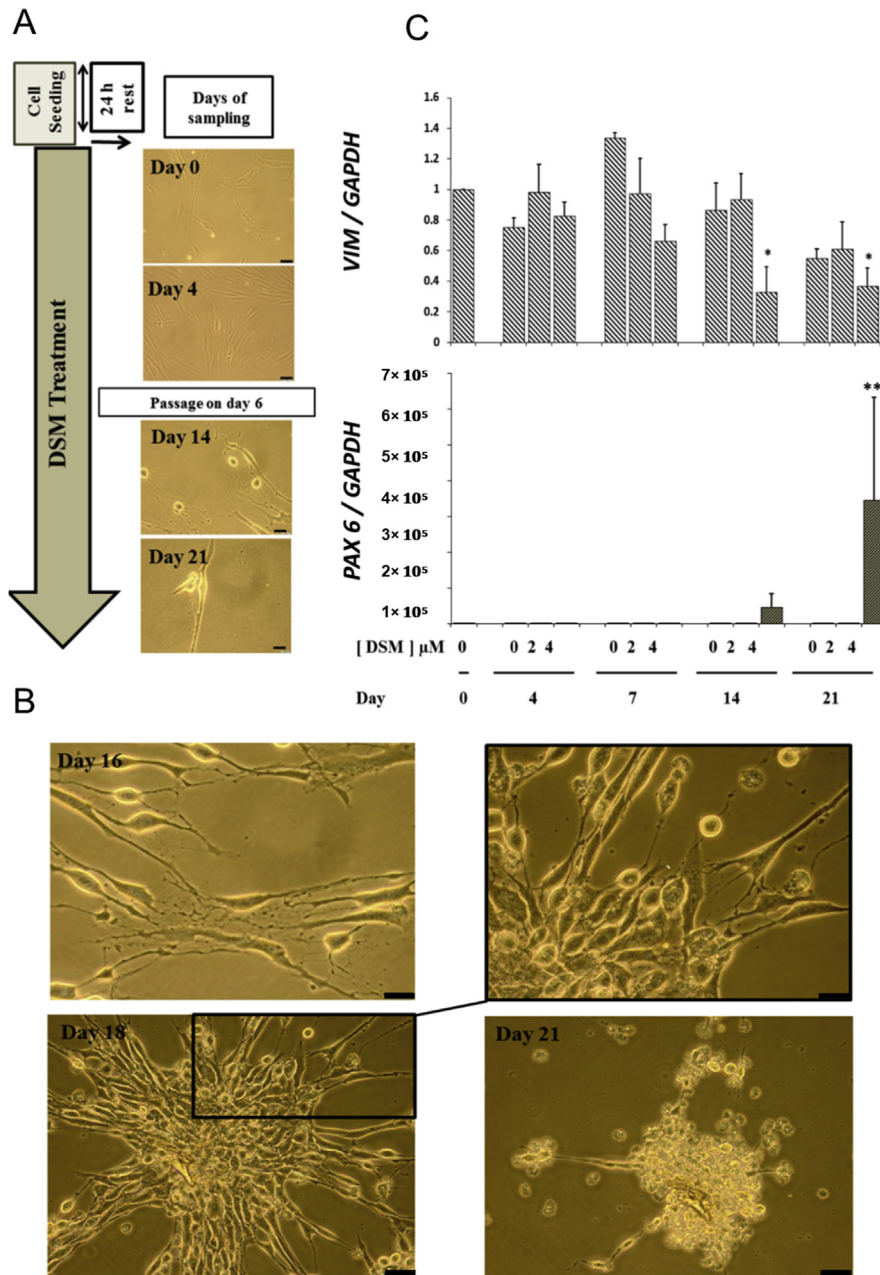 A
Cell
Seeding
24 h
rest
Days of
sampling
DSM Treatment
Day 0
Day 4
Passage on day 6
Day 14
Day 21
C
VIM / GAPDH
1.6
1.4
1.2
1
0.8
0.6
0.4
0.2
0
*
*
PAX 6 / GAPDH
7× 10⁵
6× 10⁵
5× 10⁵
4× 10⁵
3× 10⁵
2× 10⁵
1× 10⁵
**
[ DSM ] µM 0 0 2 4 0 2 4 0 2 4 0 2 4
Day 0 4 7 14 21
B
Day 16
Day 18
Day 21